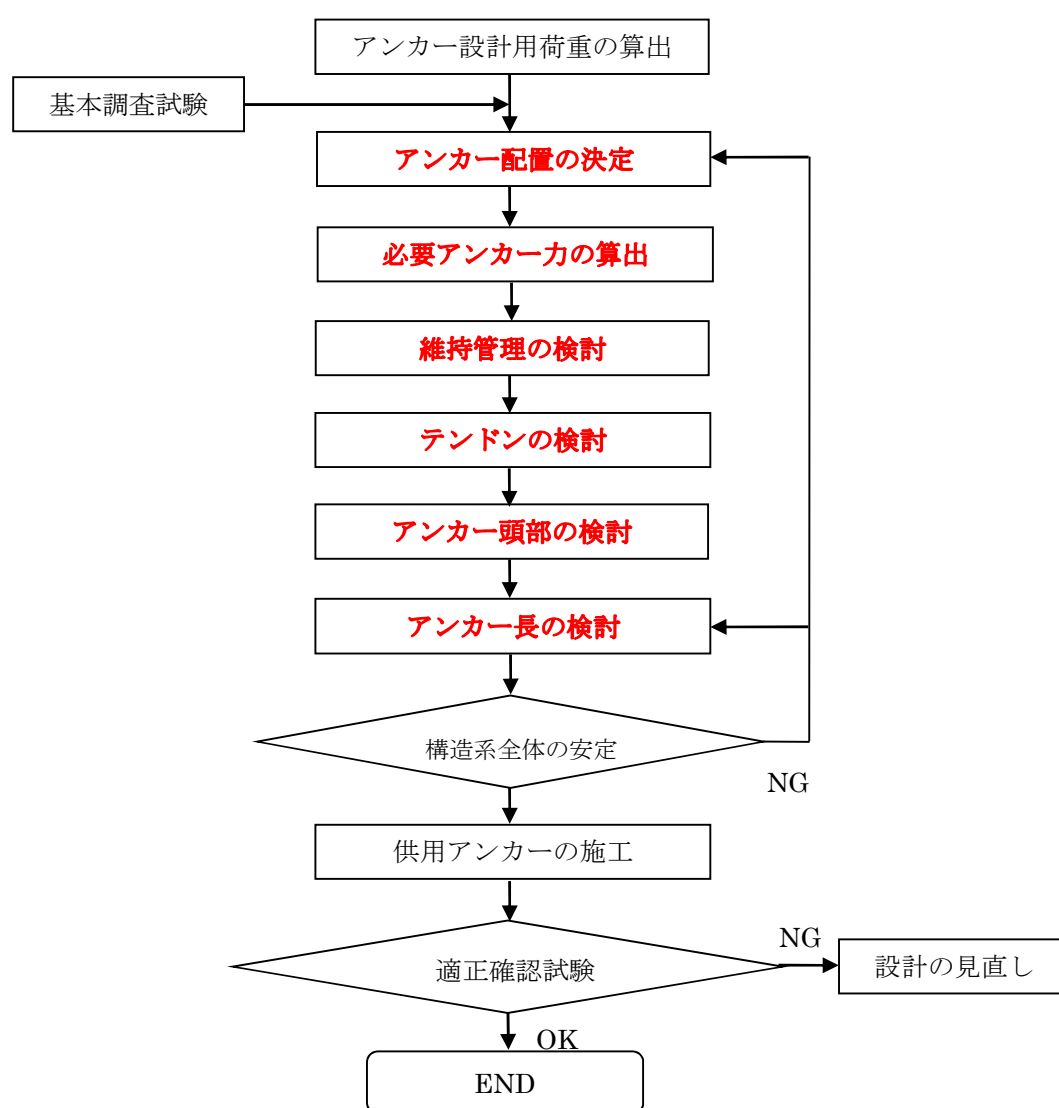 アンカー設計用荷重の算出
基本調査試験
アンカー配置の決定
必要アンカー力の算出
維持管理の検討
テンドンの検討
アンカー頭部の検討
アンカー長の検討
構造系全体の安定
NG
供用アンカーの施工
適正確認試験
NG
設計の見直し
OK
END